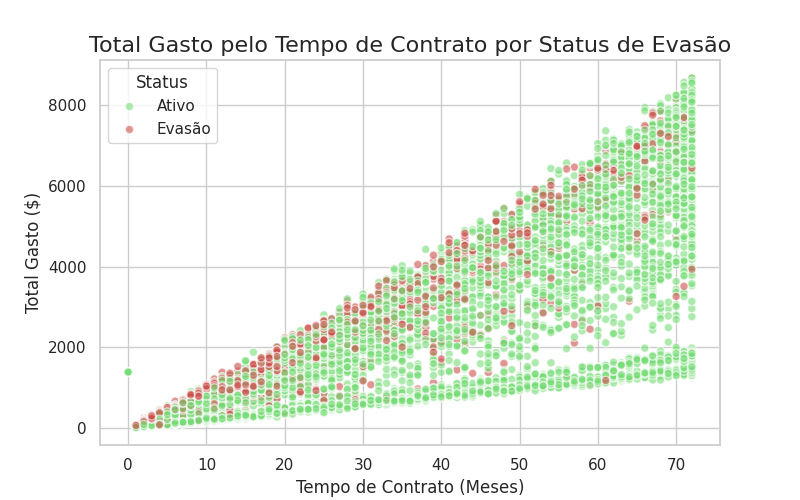 Total Gasto pelo Tempo de Contrato por Status de Evasão
Status
Ativo
Evasão
Total Gasto ($)
8000
6000
4000
2000
0
0 10 20 30 40 50 60 70
Tempo de Contrato (Meses)